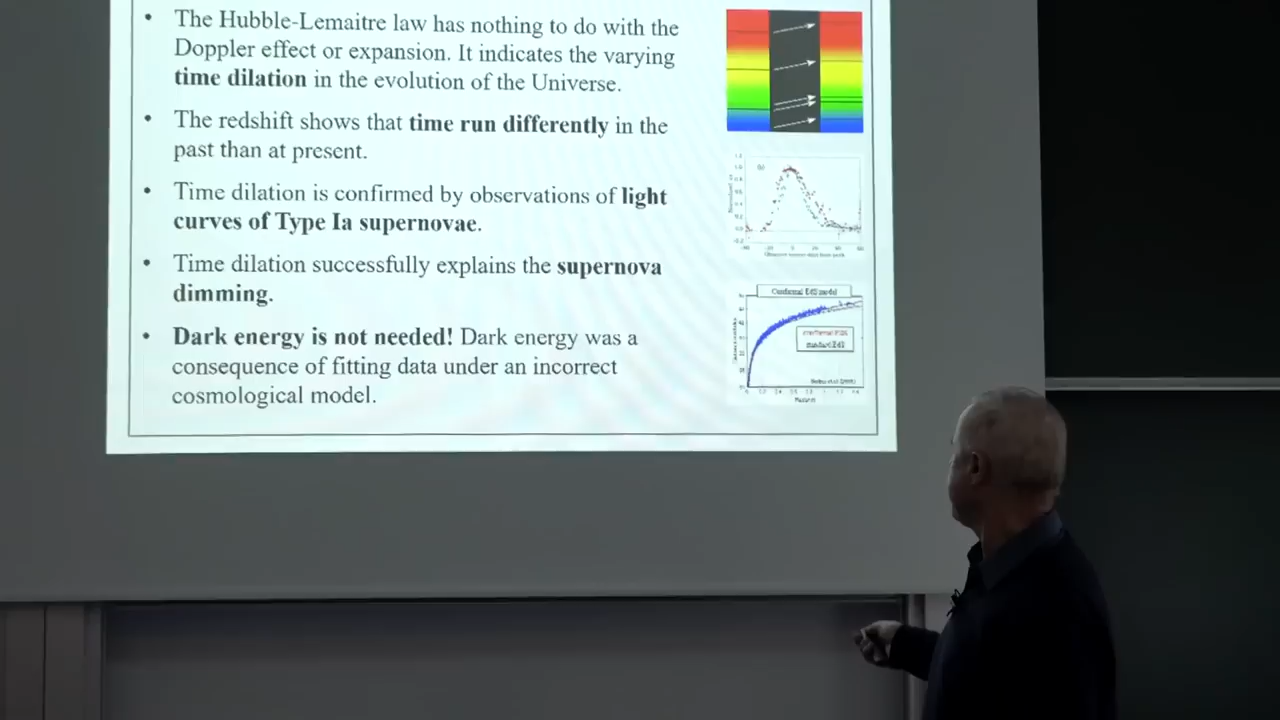 • The Hubble-Lemaitre law has nothing to do with the
Doppler effect or expansion. It indicates the varying
time dilation in the evolution of the Universe.
• The redshift shows that time run differently in the
past than at present.
• Time dilation is confirmed by observations of light
curves of Type Ia supernovae.
• Time dilation successfully explains the supernova
dimming.
• Dark energy is not needed! Dark energy was a
consequence of fitting data under an incorrect
cosmological model.
Conformal EdS model